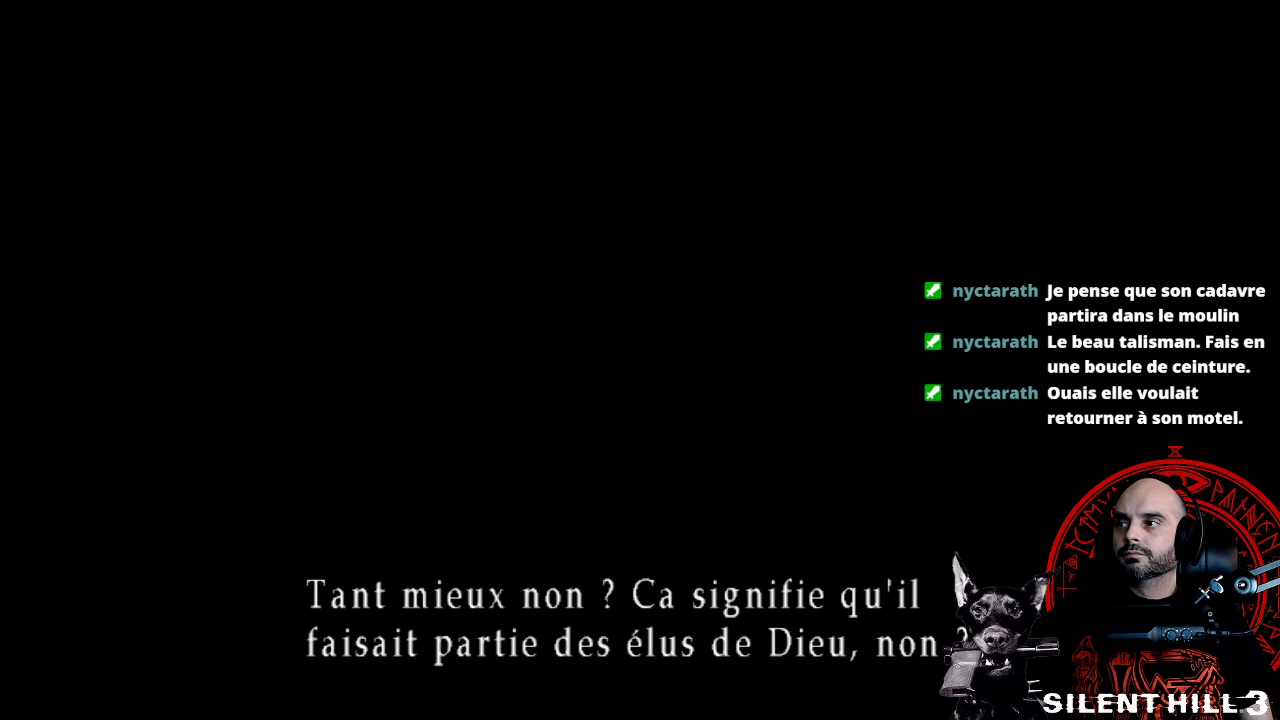 nyctarath Je pense que son cadavre
partira dans le moulin
nyctarath Le beau talisman. Fais en
une boucle de ceinture.
nyctarath Ouais elle voulait
retourner à son motel.
Tant mieux non ? Ca signifie qu'il
faisait partie des élus de Dieu, non ?
SILENT HILL 3